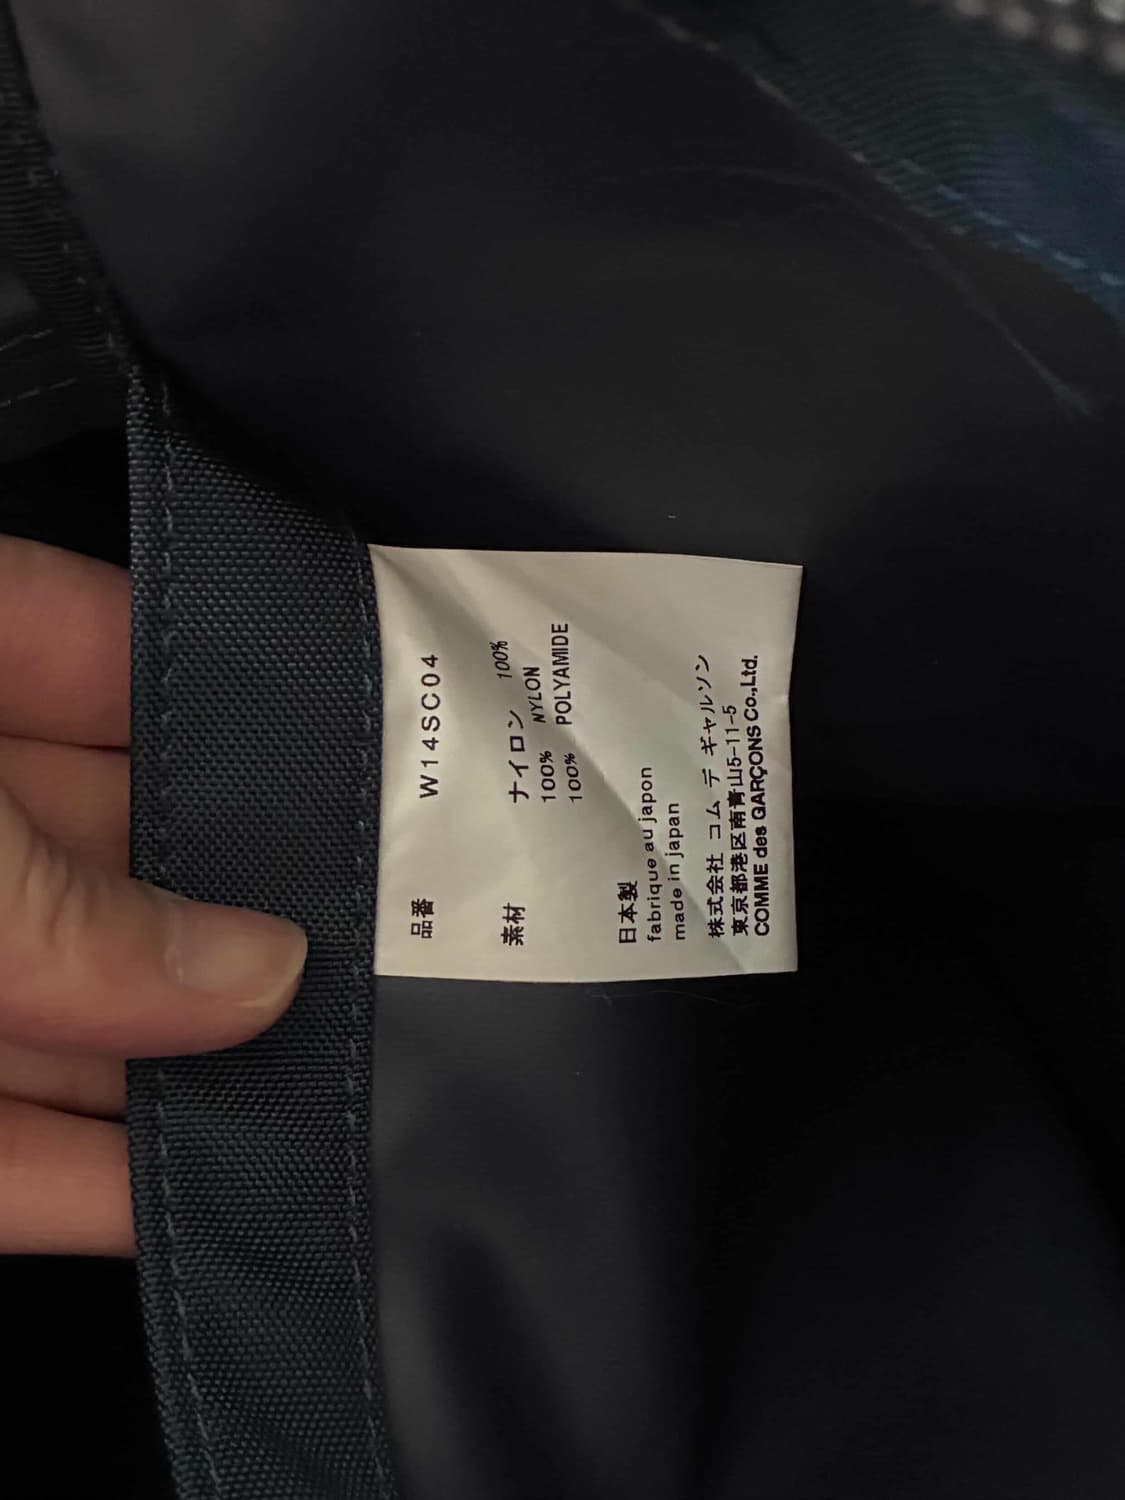 品番 W14SC04
素材 ナイロン 100%
100% NYLON
100% POLYAMIDE
日本製
fabrique au japon
made in japan
株式会社 コム デ ギャルソン
東京都港区南青山5-11-5
COMME des GARÇONS Co.,Ltd.